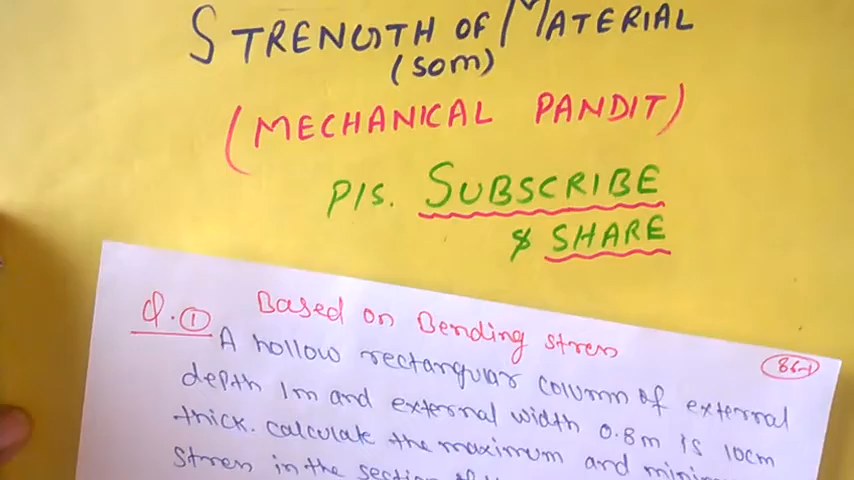 STRENGTH OF MATERIAL
(SOM)
(MECHANICAL PANDIT)
Pls. SUBSCRIBE
& SHARE
Q.① Based on Bending stress
86-1
A hollow rectangular column of external
depth 1m and external width 0.8m is 10cm
thick. calculate the maximum and
stress in the section